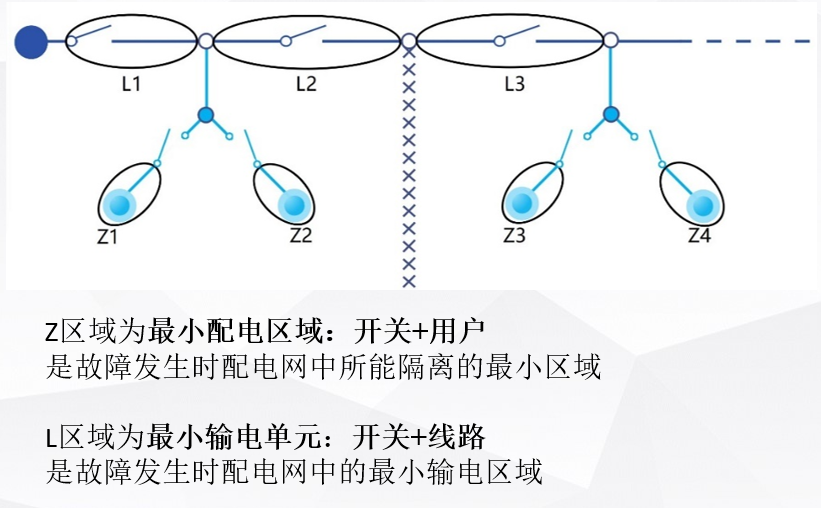 L1 L2 L3
Z1 Z2 Z3 Z4
Z区域为最小配电区域：开关+用户
是故障发生时配电网中所能隔离的最小区域
L区域为最小输电单元：开关+线路
是故障发生时配电网中的最小输电区域